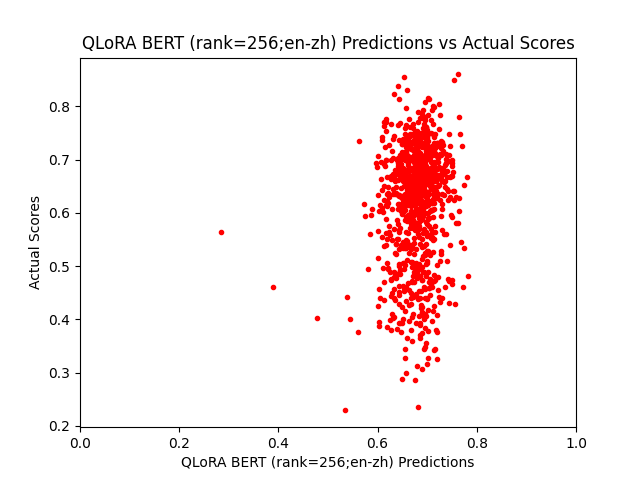 QLoRA BERT (rank=256;en-zh) Predictions vs Actual Scores
Actual Scores
0.8
0.7
0.6
0.5
0.4
0.3
0.2
0.0 0.2 0.4 0.6 0.8 1.0
QLoRA BERT (rank=256;en-zh) Predictions